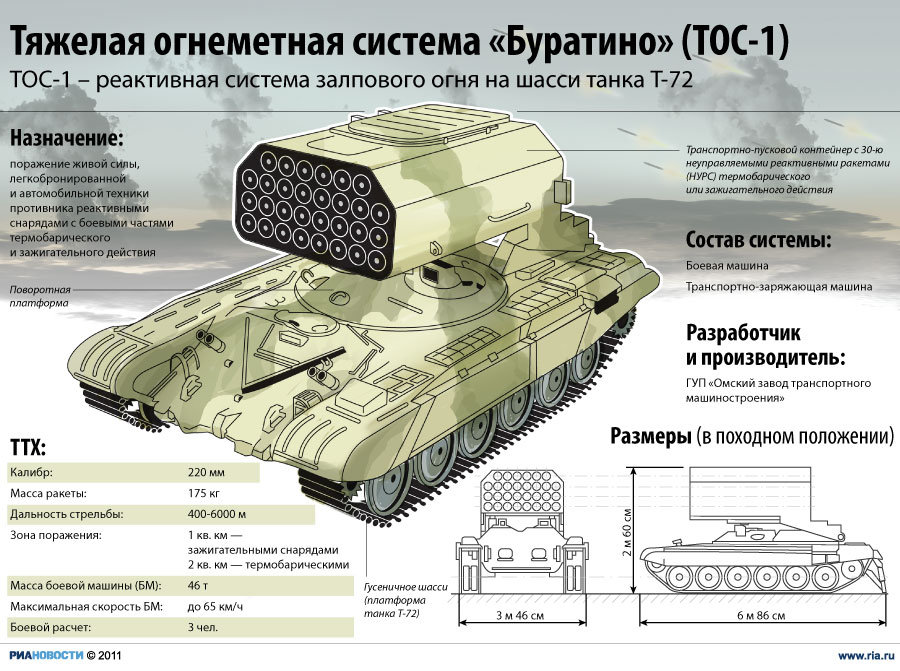 Тяжелая огнеметная система «Буратино» (ТОС-1)
ТОС-1 – реактивная система залпового огня на шасси танка Т-72
Назначение:
поражение живой силы,
легкобронированной
и автомобильной техники
противника реактивными
снарядами с боевыми частями
термобарического
и зажигательного действия
Поворотная
платформа
Транспортно-пусковой контейнер с 30-ю
неуправляемыми реактивными ракетами
(НУРС) термобарического
или зажигательного действия
Состав системы:
Боевая машина
Транспортно-заряжающая машина
Разработчик
и производитель:
ГУП «Омский завод транспортного
машиностроения»
ТТХ:
Калибр: 220 мм
Масса ракеты: 175 кг
Дальность стрельбы: 400-6000 м
Зона поражения: 1 кв. км —
зажигательными снарядами
2 кв. км — термобарическими
Масса боевой машины (БМ): 46 т
Максимальная скорость БМ: до 65 км/ч
Боевой расчет: 3 чел.
Гусеничное шасси
(платформа
танка Т-72)
Размеры (в походном положении)
2 м 60 см
3 м 46 см
6 м 86 см
РИАНОВОСТИ © 2011
www.ria.ru